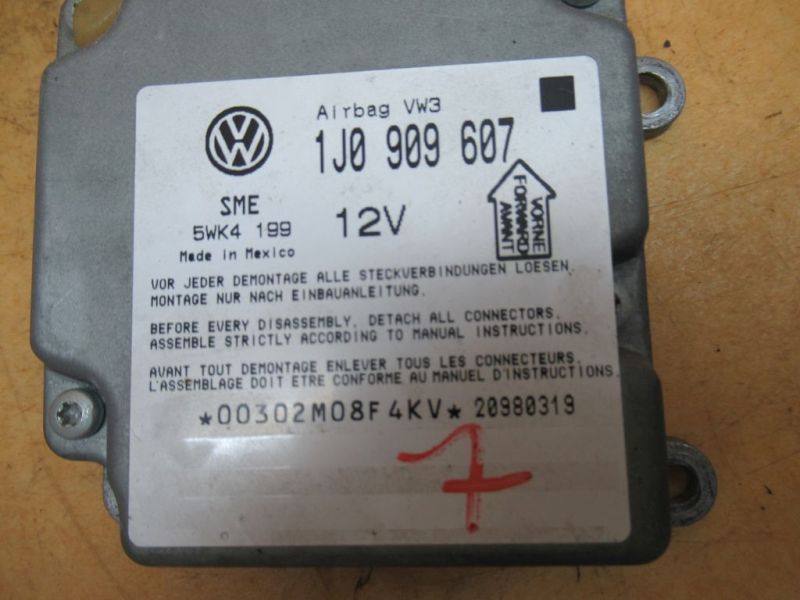 Airbag VW3
1J0 909 607
SME
5WK4 199
12V
Made in Mexico
VORNE
FORWARD
AVANT
VOR JEDER DEMONTAGE ALLE STECKVERBINDUNGEN LOESEN.
MONTAGE NUR NACH EINBAUANLEITUNG.
BEFORE EVERY DISASSEMBLY, DETACH ALL CONNECTORS.
ASSEMBLE STRICTLY ACCORDING TO MANUAL INSTRUCTIONS.
AVANT TOUT DEMONTAGE ENLEVER TOUS LES CONNECTEURS.
L'ASSEMBLAGE DOIT ETRE CONFORME AU MANUEL D'INSTRUCTIONS.
*00302M08F4KV* 20980319
7